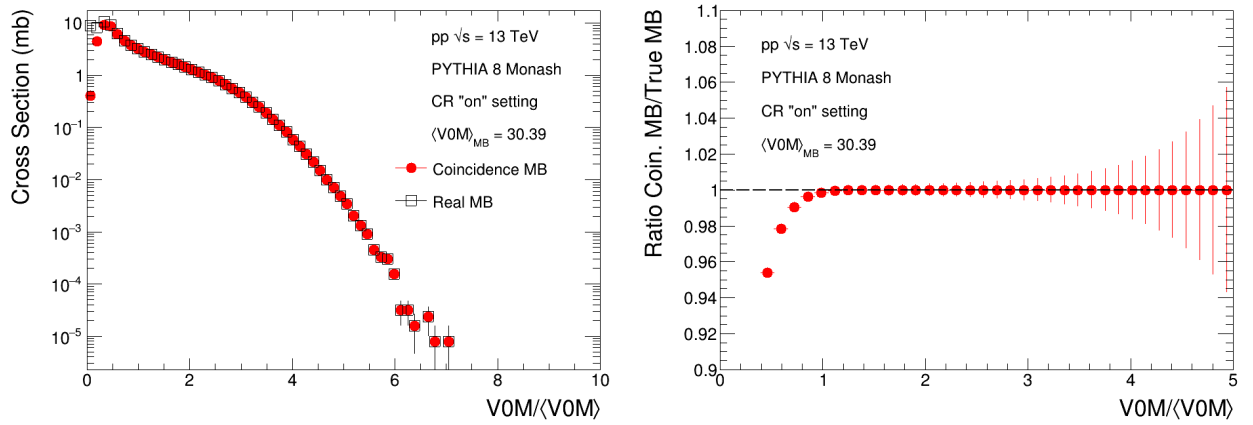 Cross Section (mb)
10
1
10⁻¹
10⁻²
10⁻³
10⁻⁴
10⁻⁵
pp √s = 13 TeV
PYTHIA 8 Monash
CR "on" setting
⟨V0M⟩MB = 30.39
Coincidence MB
Real MB
0 2 4 6 8 10
V0M/⟨V0M⟩
Ratio Coin. MB/True MB
1.1
1.08
1.06
1.04
1.02
1
0.98
0.96
0.94
0.92
0.9
pp √s = 13 TeV
PYTHIA 8 Monash
CR "on" setting
⟨V0M⟩MB = 30.39
0 1 2 3 4 5
V0M/⟨V0M⟩